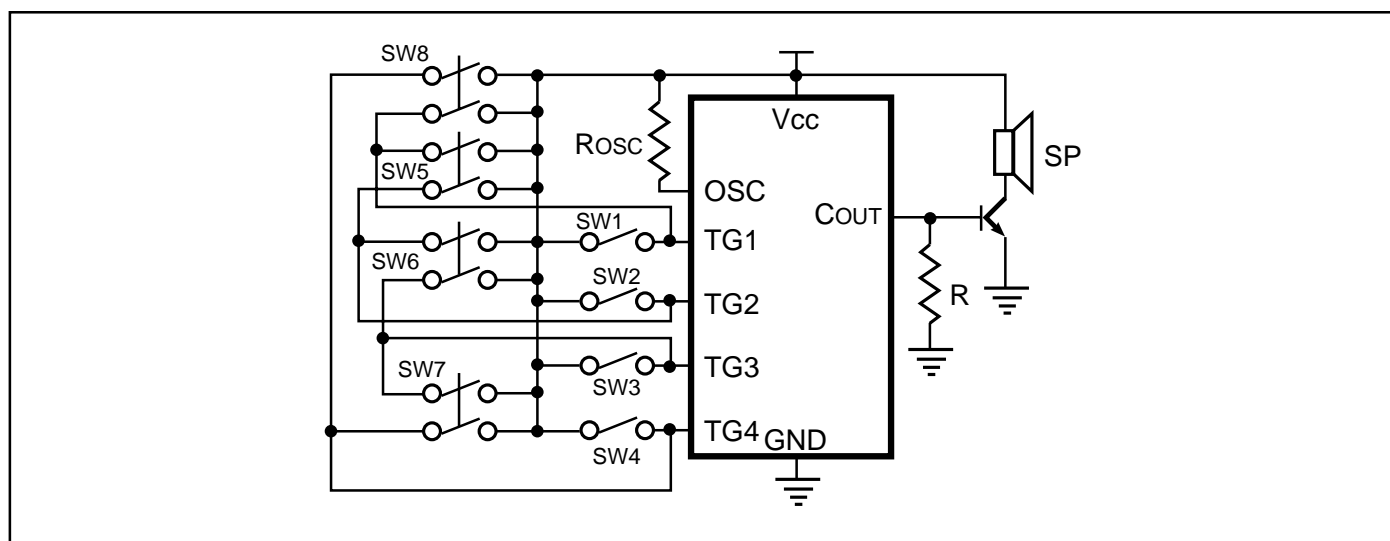 SW8
Vcc
ROSC
SP
SW5
OSC
COUT
SW1
TG1
SW6
SW2
R
TG2
SW7
TG3
SW3
TG4
GND
SW4